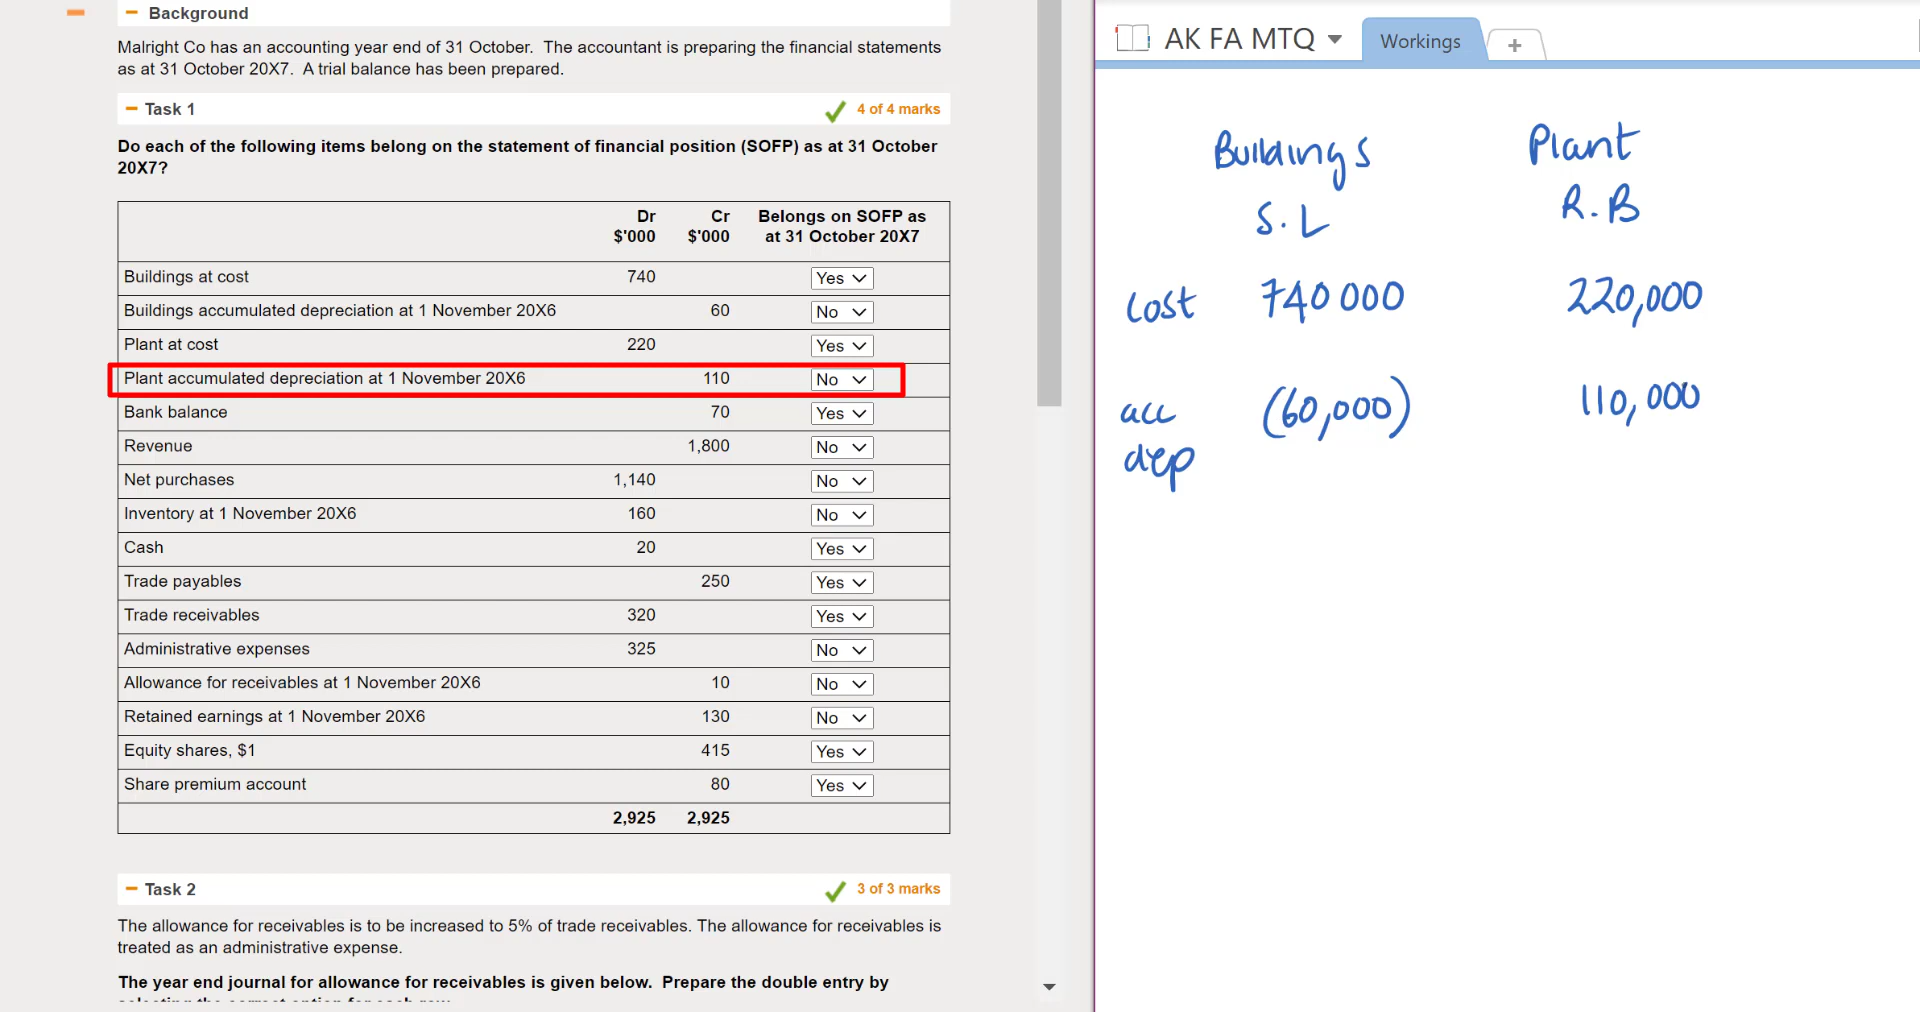 Background
Malright Co has an accounting year end of 31 October. The accountant is preparing the financial statements
as at 31 October 20X7. A trial balance has been prepared.
Task 1
4 of 4 marks
Do each of the following items belong on the statement of financial position (SOFP) as at 31 October
20X7?
Dr Cr Belongs on SOFP as
$'000 $'000 at 31 October 20X7
Buildings at cost 740 Yes
Buildings accumulated depreciation at 1 November 20X6 60 No
Plant at cost 220 Yes
Plant accumulated depreciation at 1 November 20X6 110 No
Bank balance 70 Yes
Revenue 1,800 No
Net purchases 1,140 No
Inventory at 1 November 20X6 160 No
Cash 20 Yes
Trade payables 250 Yes
Trade receivables 320 Yes
Administrative expenses 325 No
Allowance for receivables at 1 November 20X6 10 No
Retained earnings at 1 November 20X6 130 No
Equity shares, $1 415 Yes
Share premium account 80 Yes
2,925 2,925
Task 2
3 of 3 marks
The allowance for receivables is to be increased to 5% of trade receivables. The allowance for receivables is
treated as an administrative expense.
The year end journal for allowance for receivables is given below. Prepare the double entry by
AK FA MTQ
Workings
+
Buildings Plant
S.L R.B
Cost 740 000 220,000
acc (60,000) 110,000
dep